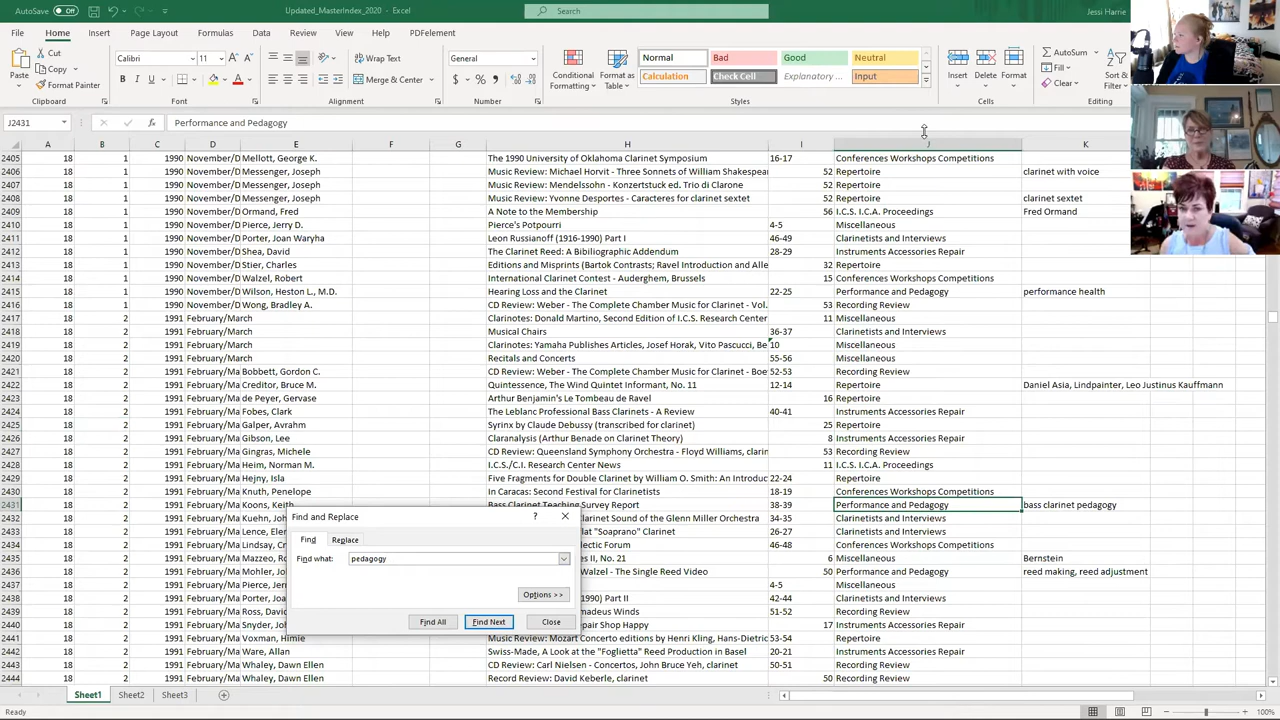 AutoSave Off Updated_MasterIndex_2020 - Excel Search Jessi Harrie
File Home Insert Page Layout Formulas Data Review View Help PDFelement
Paste Cut Copy Format Painter Clipboard
Calibri 11 A A B I U A Font
Merge & Center Alignment
General $ % , Number
Conditional Formatting Format as Table
Normal Bad Good Neutral
Calculation Check Cell Explanatory ... Input
Styles
Insert Delete Format Cells
AutoSum Fill Clear Sort & Editing
J2431 fx Performance and Pedagogy
A B C D E F G H I J K
2405 18 1 1990 November/D Mellott, George K. The 1990 University of Oklahoma Clarinet Symposium 16-17 Conferences Workshops Competitions
2406 18 1 1990 November/D Messenger, Joseph Music Review: Michael Horvit - Three Sonnets of William Shakespea 52 Repertoire clarinet with voice
2407 18 1 1990 November/D Messenger, Joseph Music Review: Mendelssohn - Konzertstuck ed. Trio di Clarone 52 Repertoire
2408 18 1 1990 November/D Messenger, Joseph Music Review: Yvonne Desportes - Caracteres for clarinet sextet 52 Repertoire clarinet sextet
2409 18 1 1990 November/D Ormand, Fred A Note to the Membership 56 I.C.S. I.C.A. Proceedings Fred Ormand
2410 18 1 1990 November/D Pierce, Jerry D. Pierce's Potpourri 4-5 Miscellaneous
2411 18 1 1990 November/D Porter, Joan Waryha Leon Russianoff (1916-1990) Part I 46-49 Clarinetists and Interviews
2412 18 1 1990 November/D Shea, David The Clarinet Reed: A Bibiliographic Addendum 28-29 Instruments Accessories Repair
2413 18 1 1990 November/D Stier, Charles Editions and Misprints (Bartok Contrasts; Ravel Introduction and Alle 32 Repertoire
2414 18 1 1990 November/D Walzel, Robert International Clarinet Contest - Auderghem, Brussels 15 Conferences Workshops Competitions
2415 18 1 1990 November/D Wilson, Heston L., M.D. Hearing Loss and the Clarinet 22-25 Performance and Pedagogy performance health
2416 18 1 1990 November/D Wong, Bradley A. CD Review: Weber - The Complete Chamber Music for Clarinet - Vol. 53 Recording Review
2417 18 2 1991 February/March Clarinotes: Donald Martino, Second Edition of I.C.S. Research Center 11 Miscellaneous
2418 18 2 1991 February/March Musical Chairs 36-37 Clarinetists and Interviews
2419 18 2 1991 February/March Clarinotes: Yamaha Publishes Articles, Josef Horak, Vito Pascucci, Be 10 Miscellaneous
2420 18 2 1991 February/March Recitals and Concerts 55-56 Miscellaneous
2421 18 2 1991 February/Ma Bobbett, Gordon C. CD Review: Weber - The Complete Chamber Music for Clarinet - Boe 52-53 Recording Review
2422 18 2 1991 February/Ma Creditor, Bruce M. Quintessence, The Wind Quintet Informant, No. 11 12-14 Repertoire Daniel Asia, Lindpainter, Leo Justinus Kauffmann
2423 18 2 1991 February/Ma de Peyer, Gervase Arthur Benjamin's Le Tombeau de Ravel 16 Repertoire
2424 18 2 1991 February/Ma Fobes, Clark The Leblanc Professional Bass Clarinets - A Review 40-41 Instruments Accessories Repair
2425 18 2 1991 February/Ma Galper, Avrahm Syrinx by Claude Debussy (transcribed for clarinet) 25 Repertoire
2426 18 2 1991 February/Ma Gibson, Lee Claranalysis (Arthur Benade on Clarinet Theory) 8 Instruments Accessories Repair
2427 18 2 1991 February/Ma Gingras, Michele CD Review: Queensland Symphony Orchestra - Floyd Williams, clarin 53 Recording Review
2428 18 2 1991 February/Ma Heim, Norman M. I.C.S./C.I. Research Center News 11 I.C.S. I.C.A. Proceedings
2429 18 2 1991 February/Ma Hejny, Isla Five Fragments for Double Clarinet by William O. Smith: An Introduc 22-24 Repertoire
2430 18 2 1991 February/Ma Knuth, Penelope In Caracas: Second Festival for Clarinetists 18-19 Conferences Workshops Competitions
2431 18 2 1991 February/Ma Koons, Keith Bass Clarinet Teaching Survey Report 38-39 Performance and Pedagogy bass clarinet pedagogy
2432 18 2 1991 February/Ma Kuehn, Clarinet Sound of the Glenn Miller Orchestra 34-35 Clarinetists and Interviews
2433 18 2 1991 February/Ma Lence, at "Soaprano" Clarinet 26-27 Clarinetists and Interviews
2434 18 2 1991 February/Ma Lindsay, lectic Forum 46-48 Conferences Workshops Competitions
2435 18 2 1991 February/Ma Mazzeo, s II, No. 21 6 Miscellaneous Bernstein
2436 18 2 1991 February/Ma Mohler, Walzel - The Single Reed Video 50 Performance and Pedagogy reed making, reed adjustment
2437 18 2 1991 February/Ma Pierce, 4-5 Miscellaneous
2438 18 2 1991 February/Ma Porter, 1990) Part II 42-44 Clarinetists and Interviews
2439 18 2 1991 February/Ma Ross, madeus Winds 51-52 Recording Review
2440 18 2 1991 February/Ma Snyder, epair Shop Happy 17 Instruments Accessories Repair
2441 18 2 1991 February/Ma Voxman, Himie Music Review: Mozart Concerto editions by Henri Kling, Hans-Dietric 53-54 Repertoire
2442 18 2 1991 February/Ma Ware, Allan Swiss-Made, A Look at the "Foglietta" Reed Production in Basel 20-21 Instruments Accessories Repair
2443 18 2 1991 February/Ma Whaley, Dawn Ellen CD Review: Carl Nielsen - Concertos, John Bruce Yeh, clarinet 50-51 Recording Review
2444 18 2 1991 February/Ma Whaley, Dawn Ellen Record Review: David Keberle, clarinet 50 Recording Review
Find and Replace ?
Find Replace
Find what: pedagogy
Options >>
Find All Find Next Close
Sheet1 Sheet2 Sheet3
Ready 100%